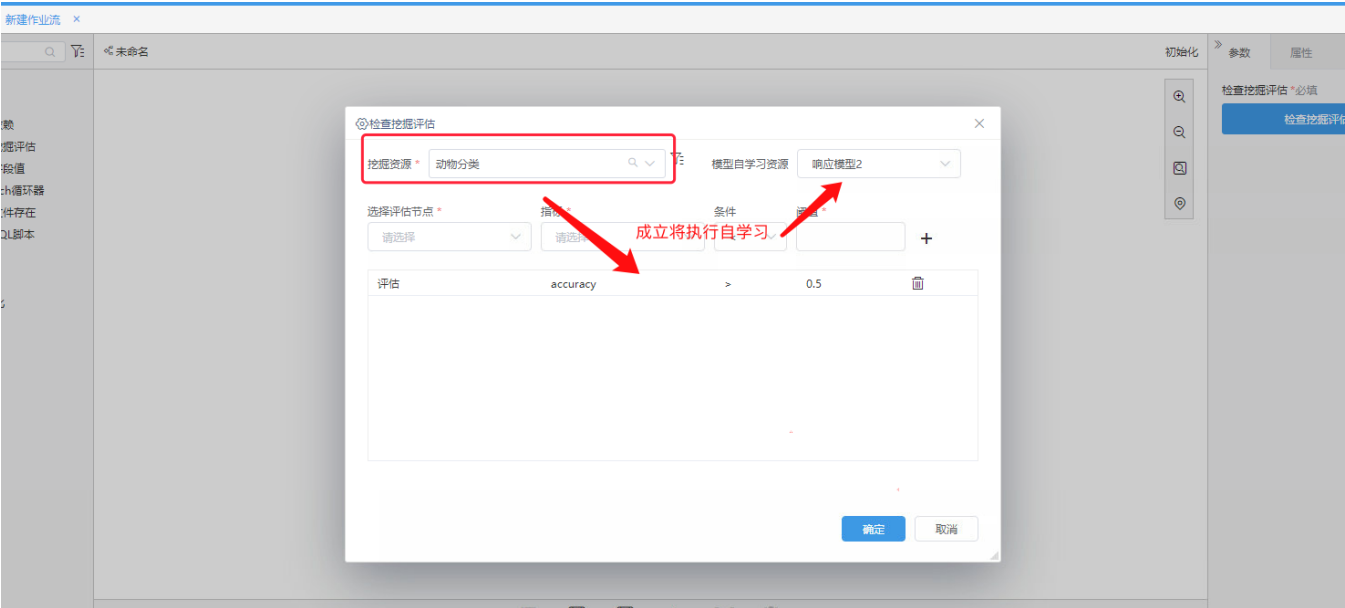 新建作业流 ×
未命名
初始化
参数
属性
检查挖掘评估 *必填
检查挖掘评估
检查挖掘评估
挖掘资源 *
动物分类
模型自学习资源
响应模型2
选择评估节点 *
指标 *
条件
阈值 *
请选择
请选择
成立将执行自学习
评估
accuracy
>
0.5
确定
取消
挖掘评估
字段值
ch循环器
文件存在
QL脚本